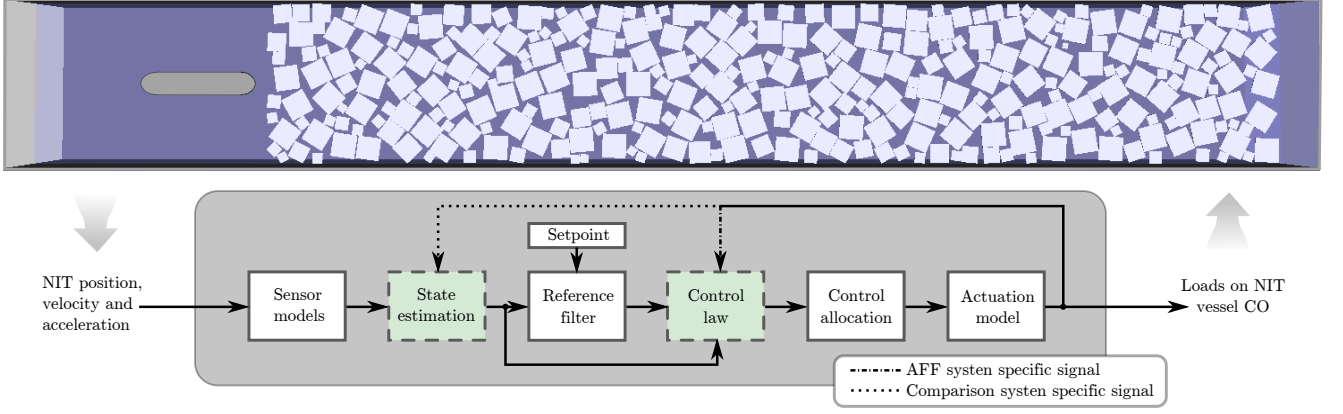 Setpoint
NIT position,
velocity and
acceleration
Sensor
models
State
estimation
Reference
filter
Control
law
Control
allocation
Actuation
model
Loads on NIT
vessel CO
AFF systen specific signal
Comparison systen specific signal